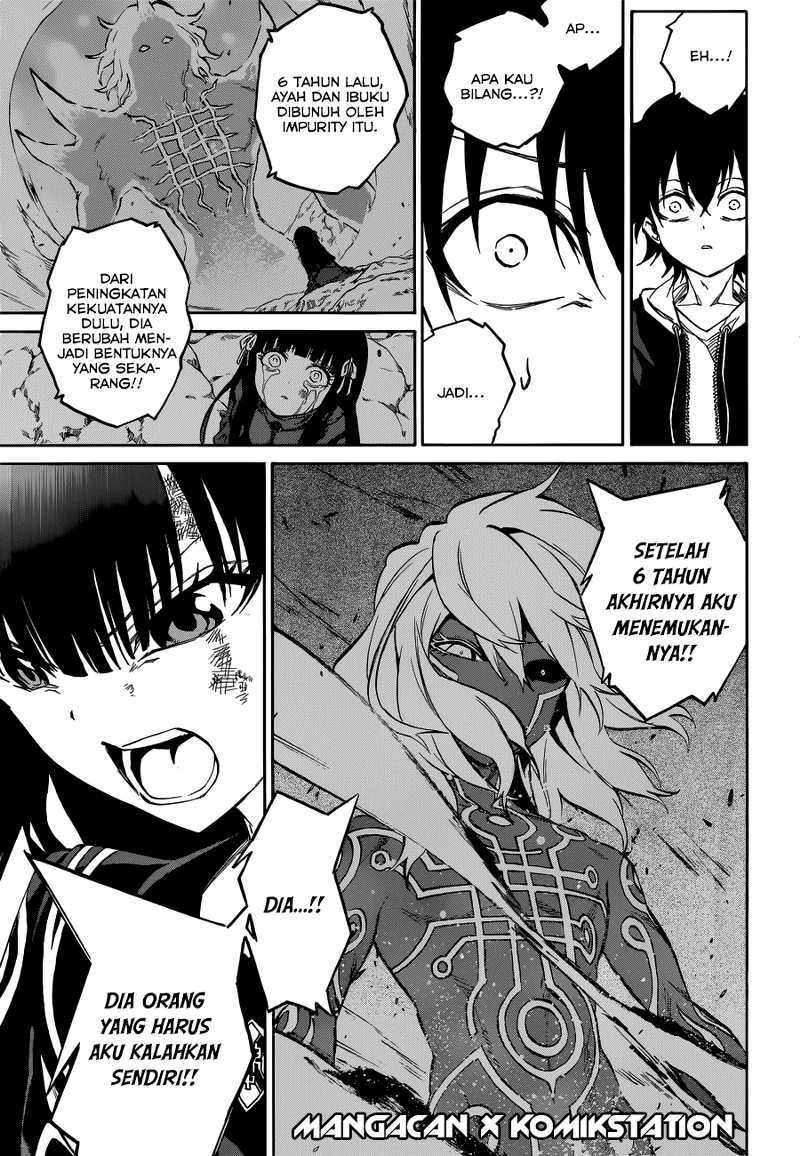 EH...!
AP...
APA KAU
BILANG...?!
JADI...
6 TAHUN LALU,
AYAH DAN IBUKU
DIBUNUH OLEH
IMPURITY ITU.
DARI
PENINGKATAN
KEKUATANNYA
DULU, DIA
BERUBAH MEN-
JADI BENTUKNYA
YANG SEKA-
RANG!!
SETELAH
6 TAHUN
AKHIRNYA AKU
MENEMUKAN-
NYA!!
DIA...!!
DIA ORANG
YANG HARUS
AKU KALAHKAN
SENDIRI!!
MANGACAN X KOMIKSTATION